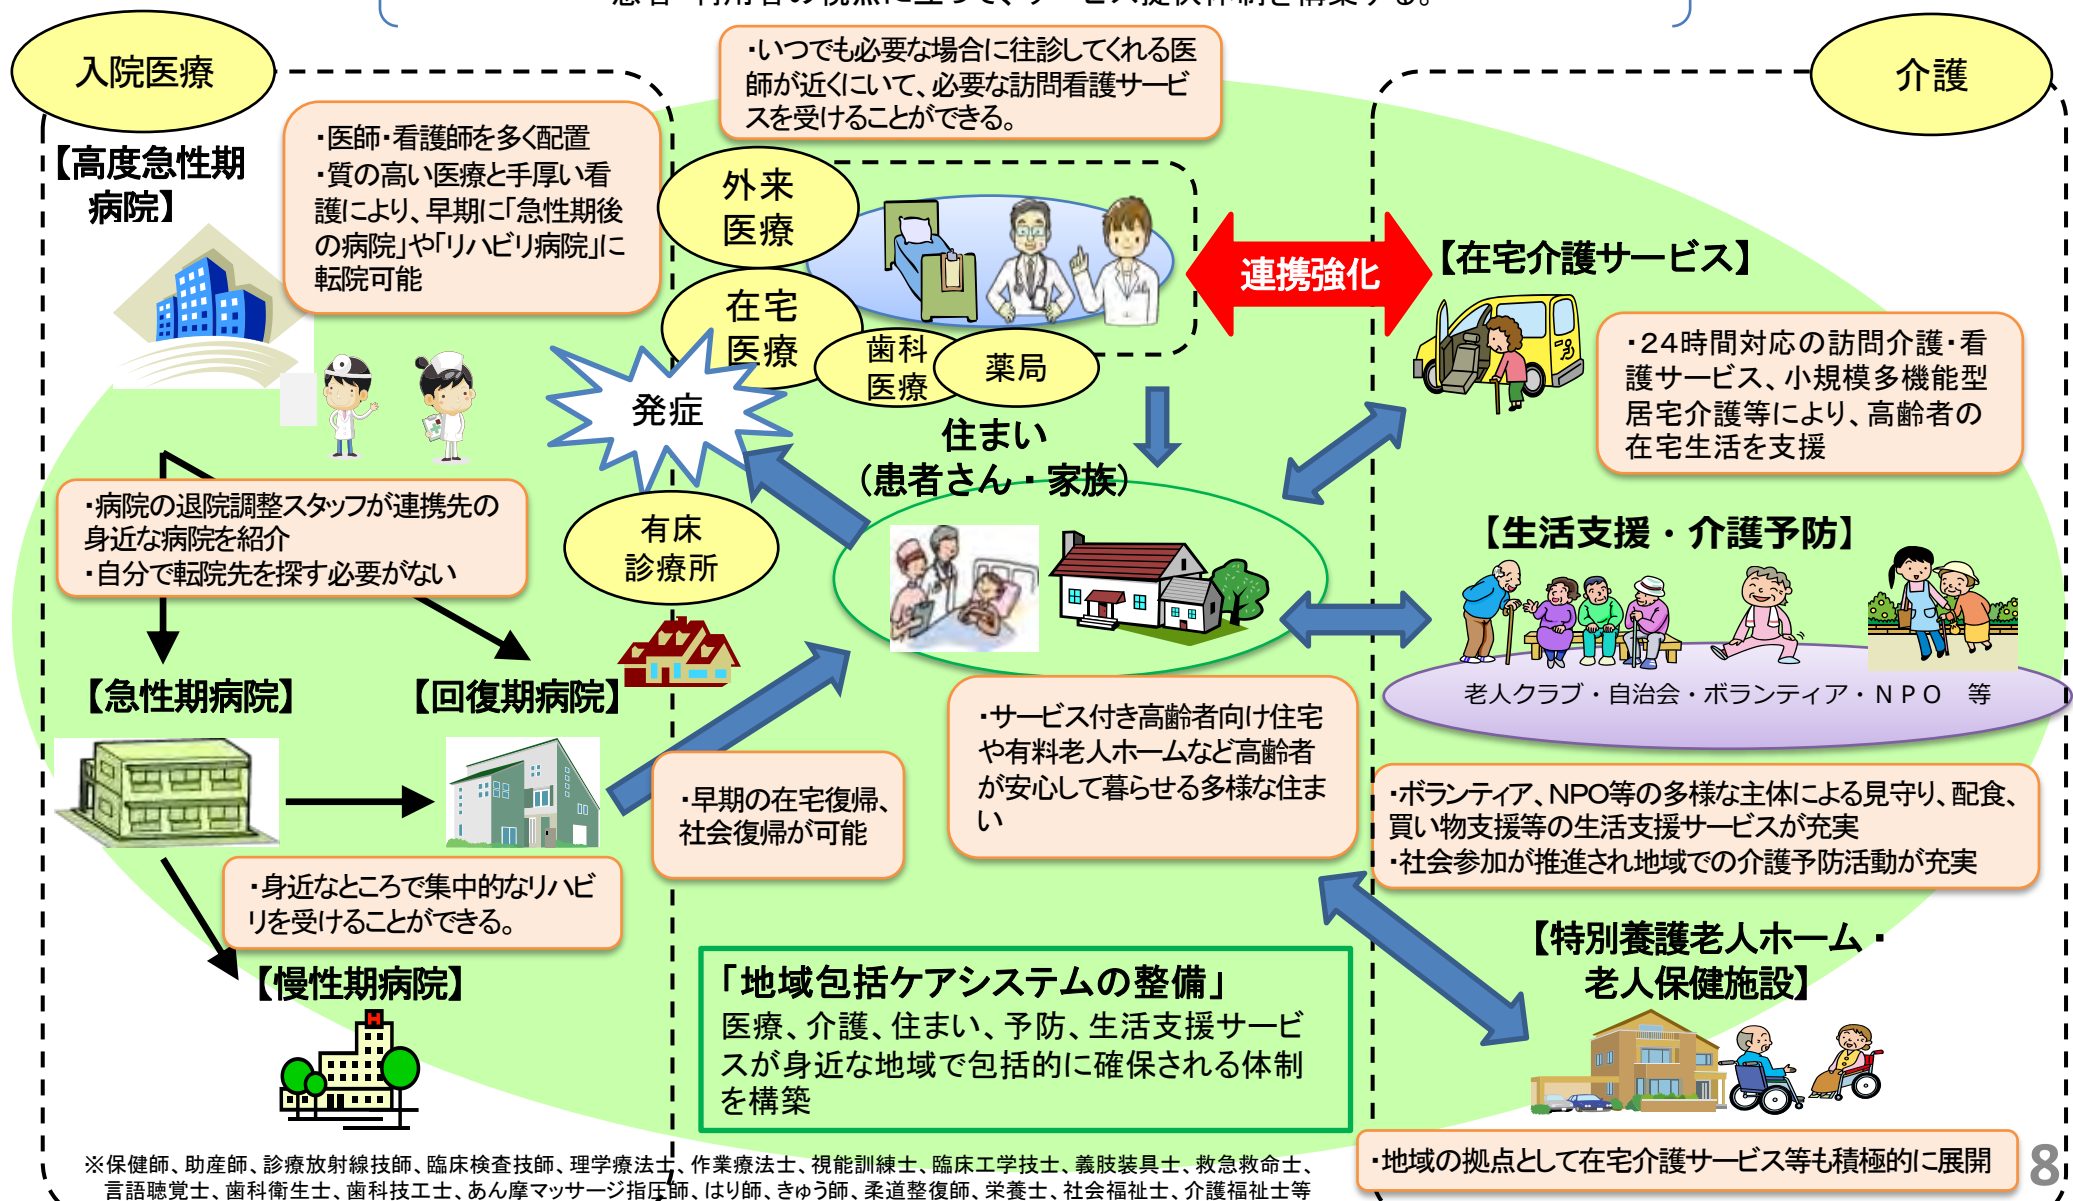 入院医療
介護
・いつでも必要な場合に往診してくれる医
師が近くにいて、必要な訪問看護サービ
スを受けることができる。
【高度急性期
病院】
・医師・看護師を多く配置
・質の高い医療と手厚い看
護により、早期に「急性期後
の病院」や「リハビリ病院」に
転院可能
外来
医療
在宅
医療
歯科
医療
薬局
連携強化
【在宅介護サービス】
・24時間対応の訪問介護・看
護サービス、小規模多機能型
居宅介護等により、高齢者の
在宅生活を支援
発症
住まい
(患者さん・家族)
・病院の退院調整スタッフが連携先の
身近な病院を紹介
・自分で転院先を探す必要がない
有床
診療所
【生活支援・介護予防】
老人クラブ・自治会・ボランティア・NPO 等
【急性期病院】
【回復期病院】
・早期の在宅復帰、
社会復帰が可能
・サービス付き高齢者向け住宅
や有料老人ホームなど高齢者
が安心して暮らせる多様な住ま
い
・ボランティア、NPO等の多様な主体による見守り、配食、
買い物支援等の生活支援サービスが充実
・社会参加が推進され地域での介護予防活動が充実
・身近なところで集中的なリハビ
リを受けることができる。
【慢性期病院】
H
「地域包括ケアシステムの整備」
医療、介護、住まい、予防、生活支援サービ
スが身近な地域で包括的に確保される体制
を構築
【特別養護老人ホーム・
老人保健施設】
・地域の拠点として在宅介護サービス等も積極的に展開
※保健師、助産師、診療放射線技師、臨床検査技師、理学療法士、作業療法士、視能訓練士、臨床工学技士、義肢装具士、救急救命士、
言語聴覚士、歯科衛生士、歯科技工士、あん摩マッサージ指圧師、はり師、きゅう師、柔道整復師、栄養士、社会福祉士、介護福祉士等
8